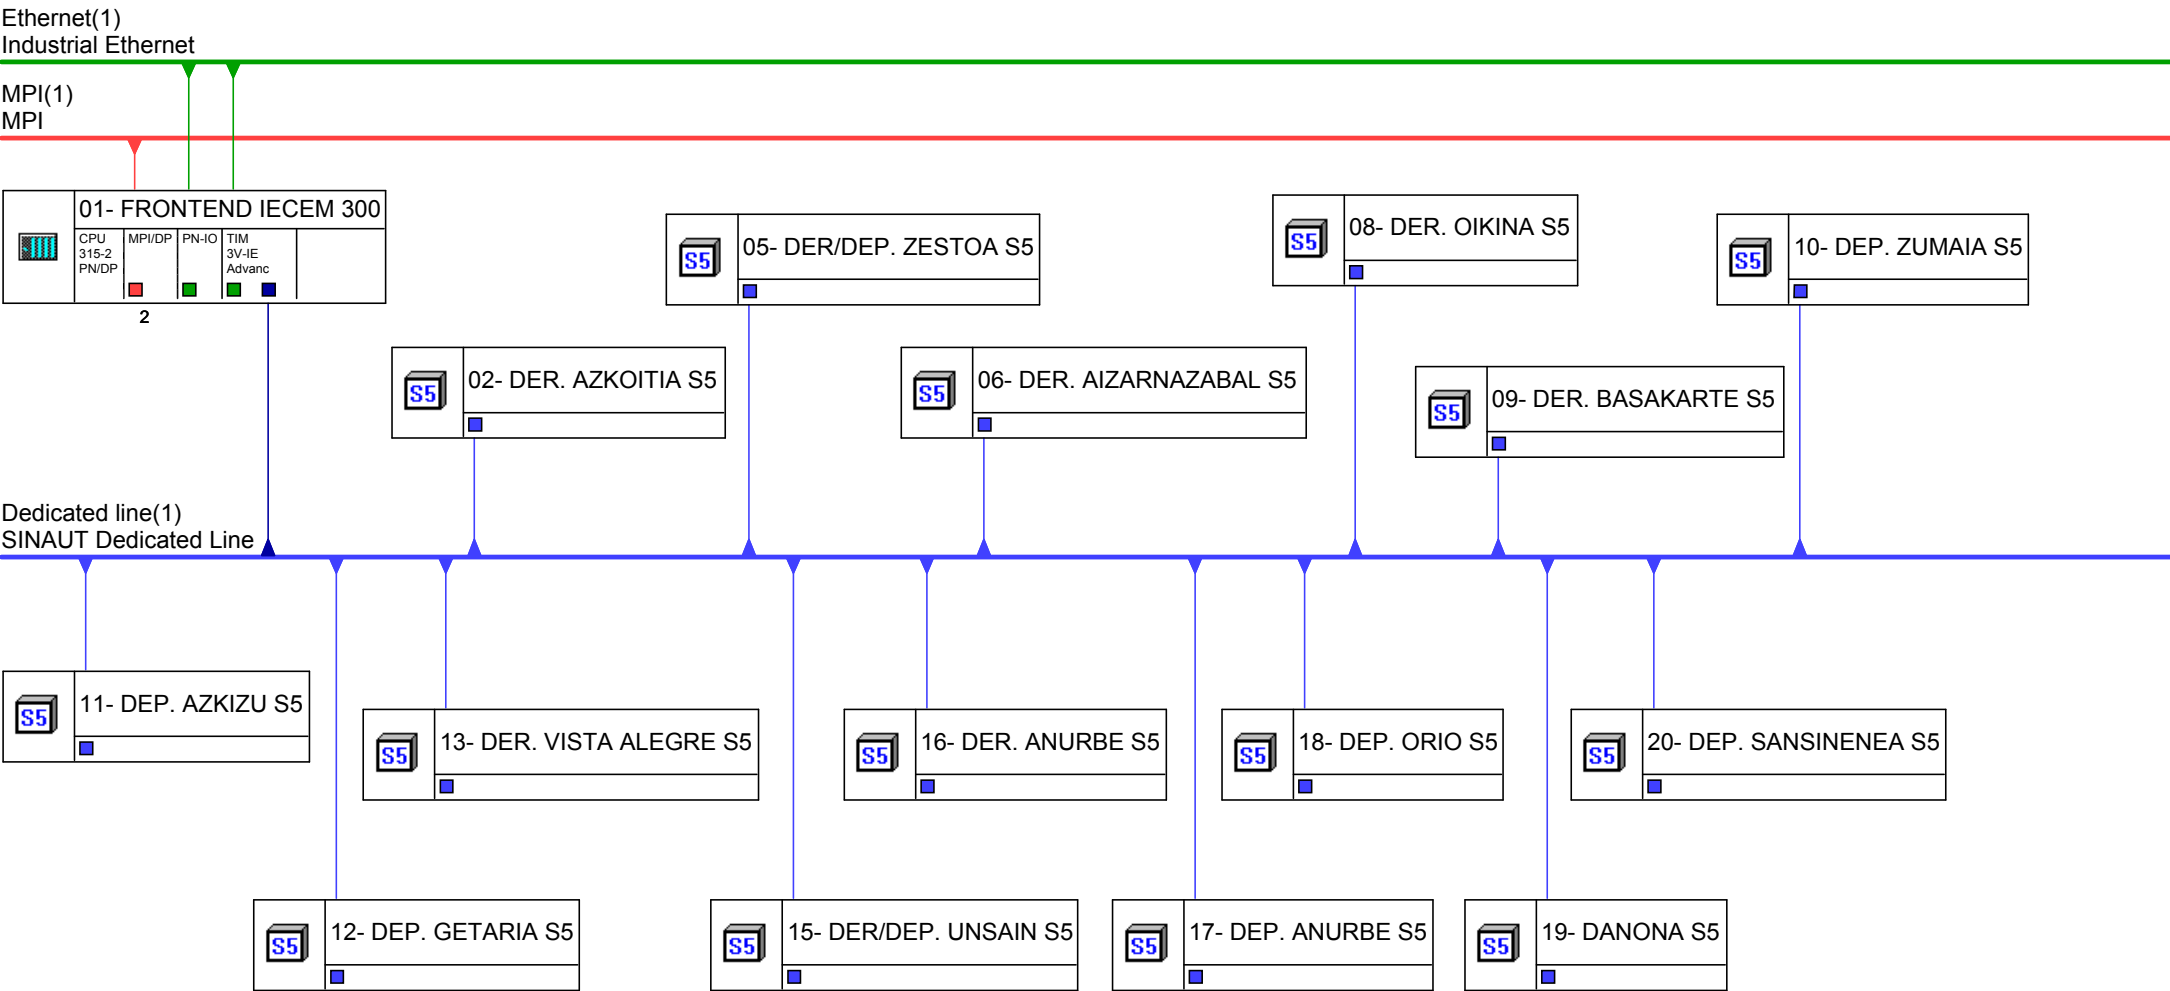 Ethernet(1)
Industrial Ethernet
MPI(1)
MPI
01- FRONTEND IECEM 300
CPU
315-2
PN/DP
MPI/DP
PN-IO
TIM
3V-IE
Advanc
2
05- DER/DEP. ZESTOA S5
S5
08- DER. OIKINA S5
S5
10- DEP. ZUMAIA S5
S5
02- DER. AZKOITIA S5
S5
06- DER. AIZARNAZABAL S5
S5
09- DER. BASAKARTE S5
S5
Dedicated line(1)
SINAUT Dedicated Line
11- DEP. AZKIZU S5
S5
13- DER. VISTA ALEGRE S5
S5
16- DER. ANURBE S5
S5
18- DEP. ORIO S5
S5
20- DEP. SANSINENEA S5
S5
12- DEP. GETARIA S5
S5
15- DER/DEP. UNSAIN S5
S5
17- DEP. ANURBE S5
S5
19- DANONA S5
S5